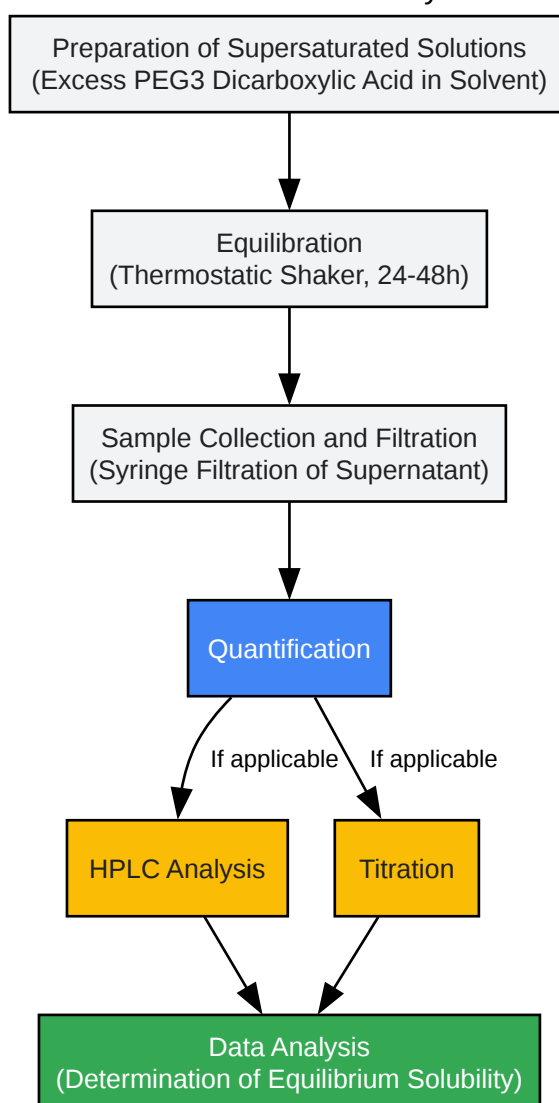 Preparation of Supersaturated Solutions
(Excess PEG3 Dicarboxylic Acid in Solvent)
Equilibration
(Thermostatic Shaker, 24-48h)
Sample Collection and Filtration
(Syringe Filtration of Supernatant)
Quantification
If applicable
If applicable
HPLC Analysis
Titration
Data Analysis
(Determination of Equilibrium Solubility)